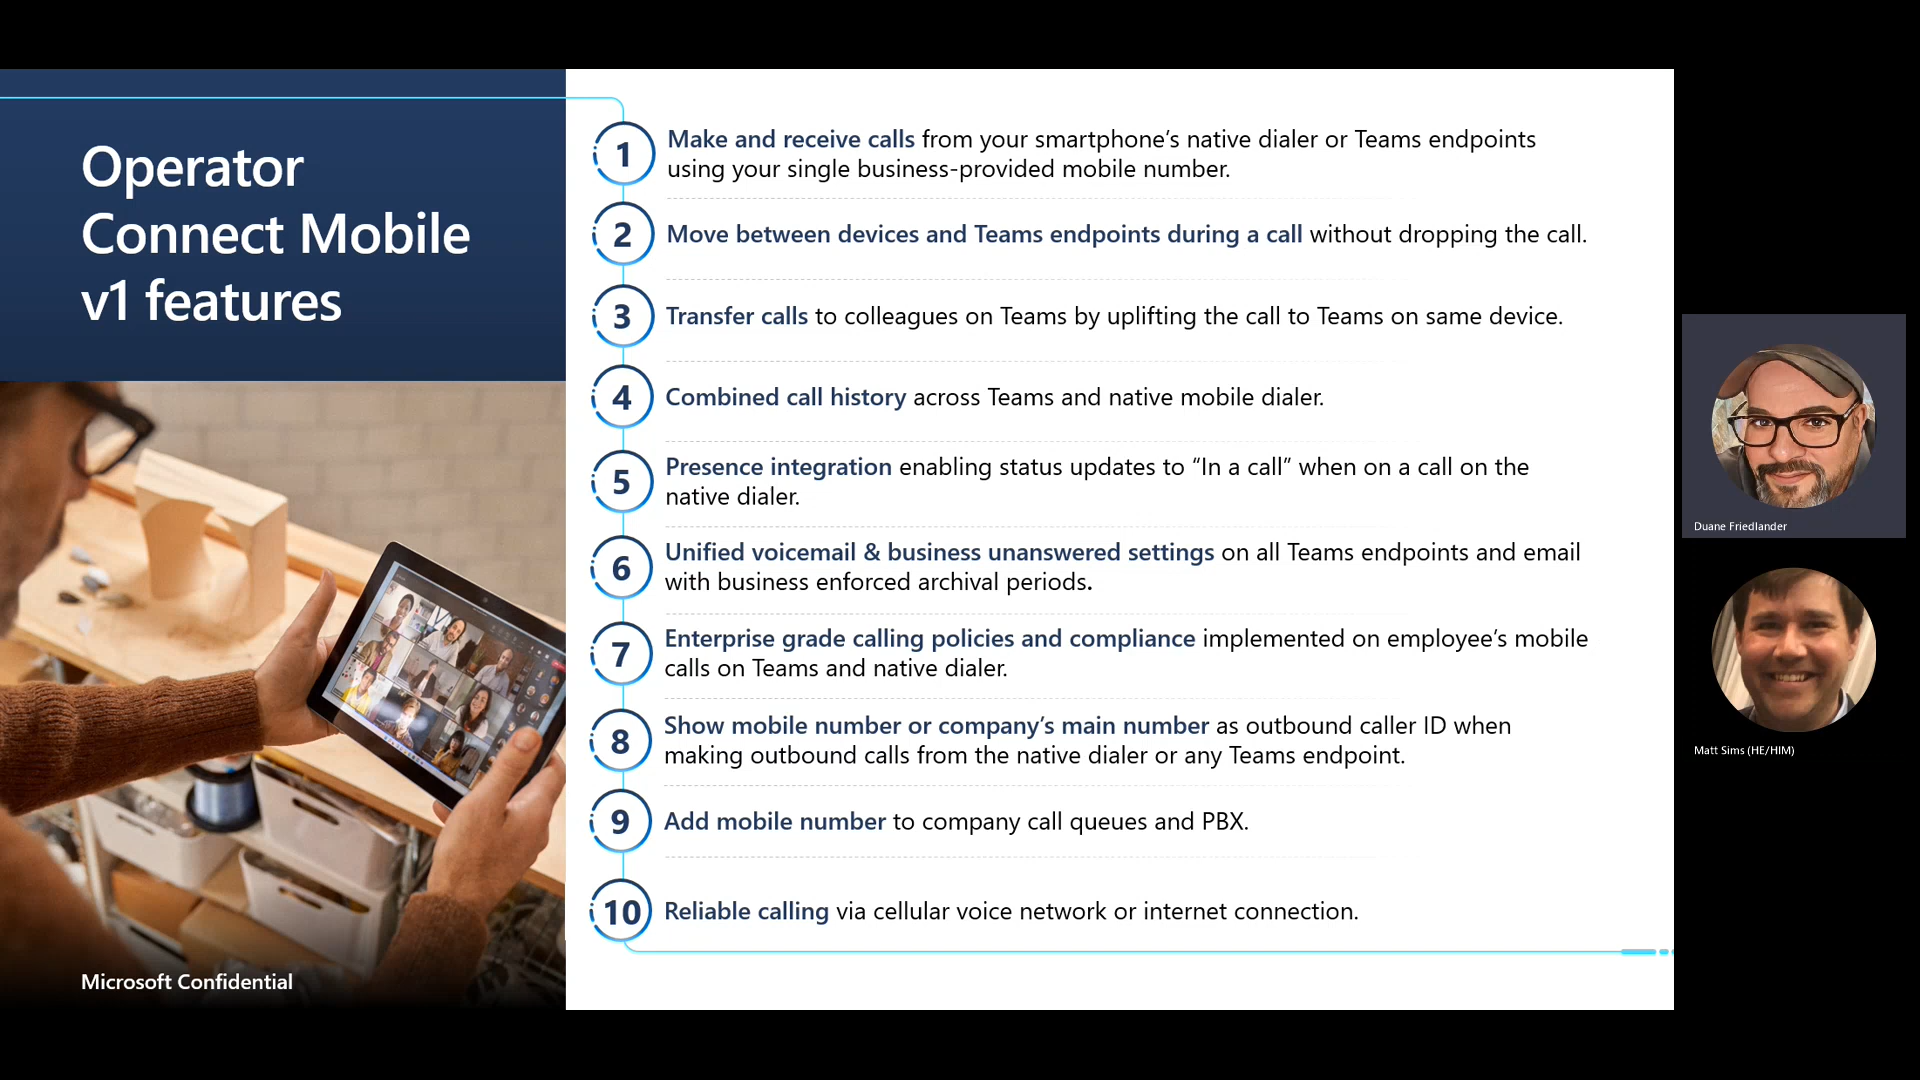 Operator
Connect Mobile
v1 features
Microsoft Confidential
1
Make and receive calls from your smartphone’s native dialer or Teams endpoints
using your single business-provided mobile number.
2
Move between devices and Teams endpoints during a call without dropping the call.
3
Transfer calls to colleagues on Teams by uplifting the call to Teams on same device.
4
Combined call history across Teams and native mobile dialer.
5
Presence integration enabling status updates to “In a call” when on a call on the
native dialer.
6
Unified voicemail & business unanswered settings on all Teams endpoints and email
with business enforced archival periods.
7
Enterprise grade calling policies and compliance implemented on employee’s mobile
calls on Teams and native dialer.
8
Show mobile number or company’s main number as outbound caller ID when
making outbound calls from the native dialer or any Teams endpoint.
9
Add mobile number to company call queues and PBX.
10
Reliable calling via cellular voice network or internet connection.
Duane Friedlander
Matt Sims (HE/HIM)